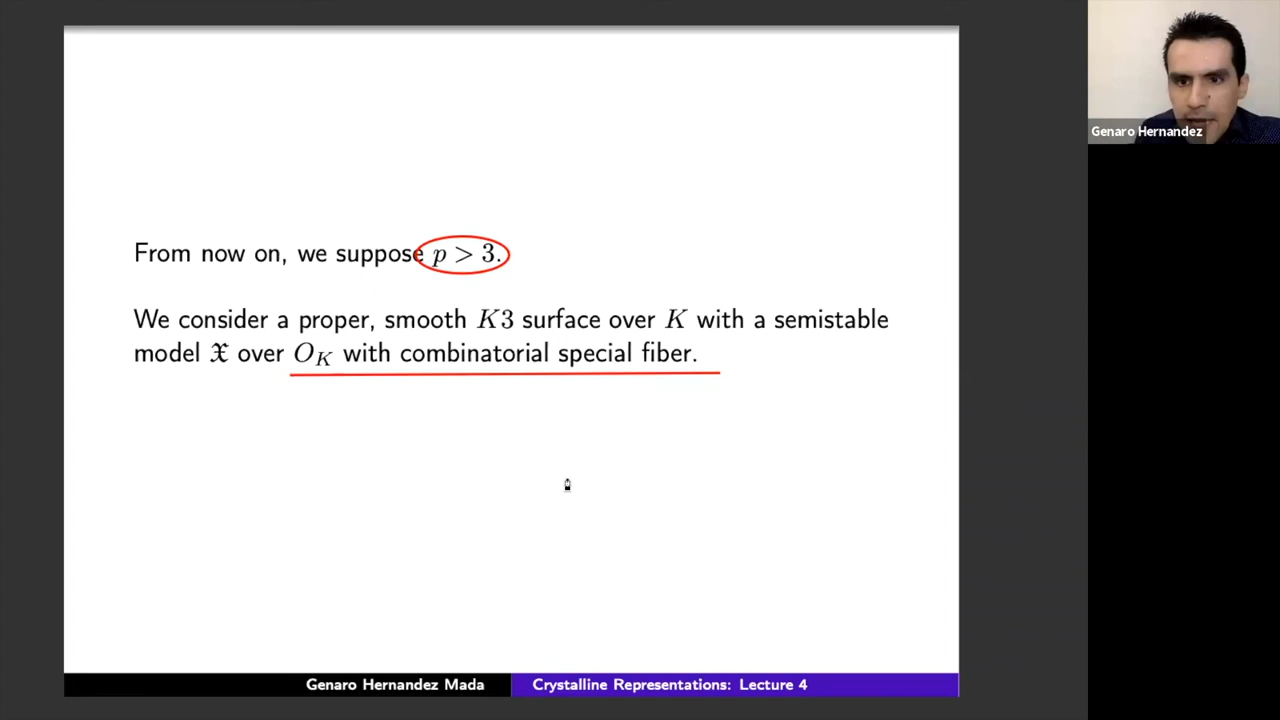 From now on, we suppose p > 3.
We consider a proper, smooth K3 surface over K with a semistable
model 𝔛 over O_K with combinatorial special fiber.
Genaro Hernandez Mada
Crystalline Representations: Lecture 4
Genaro Hernandez